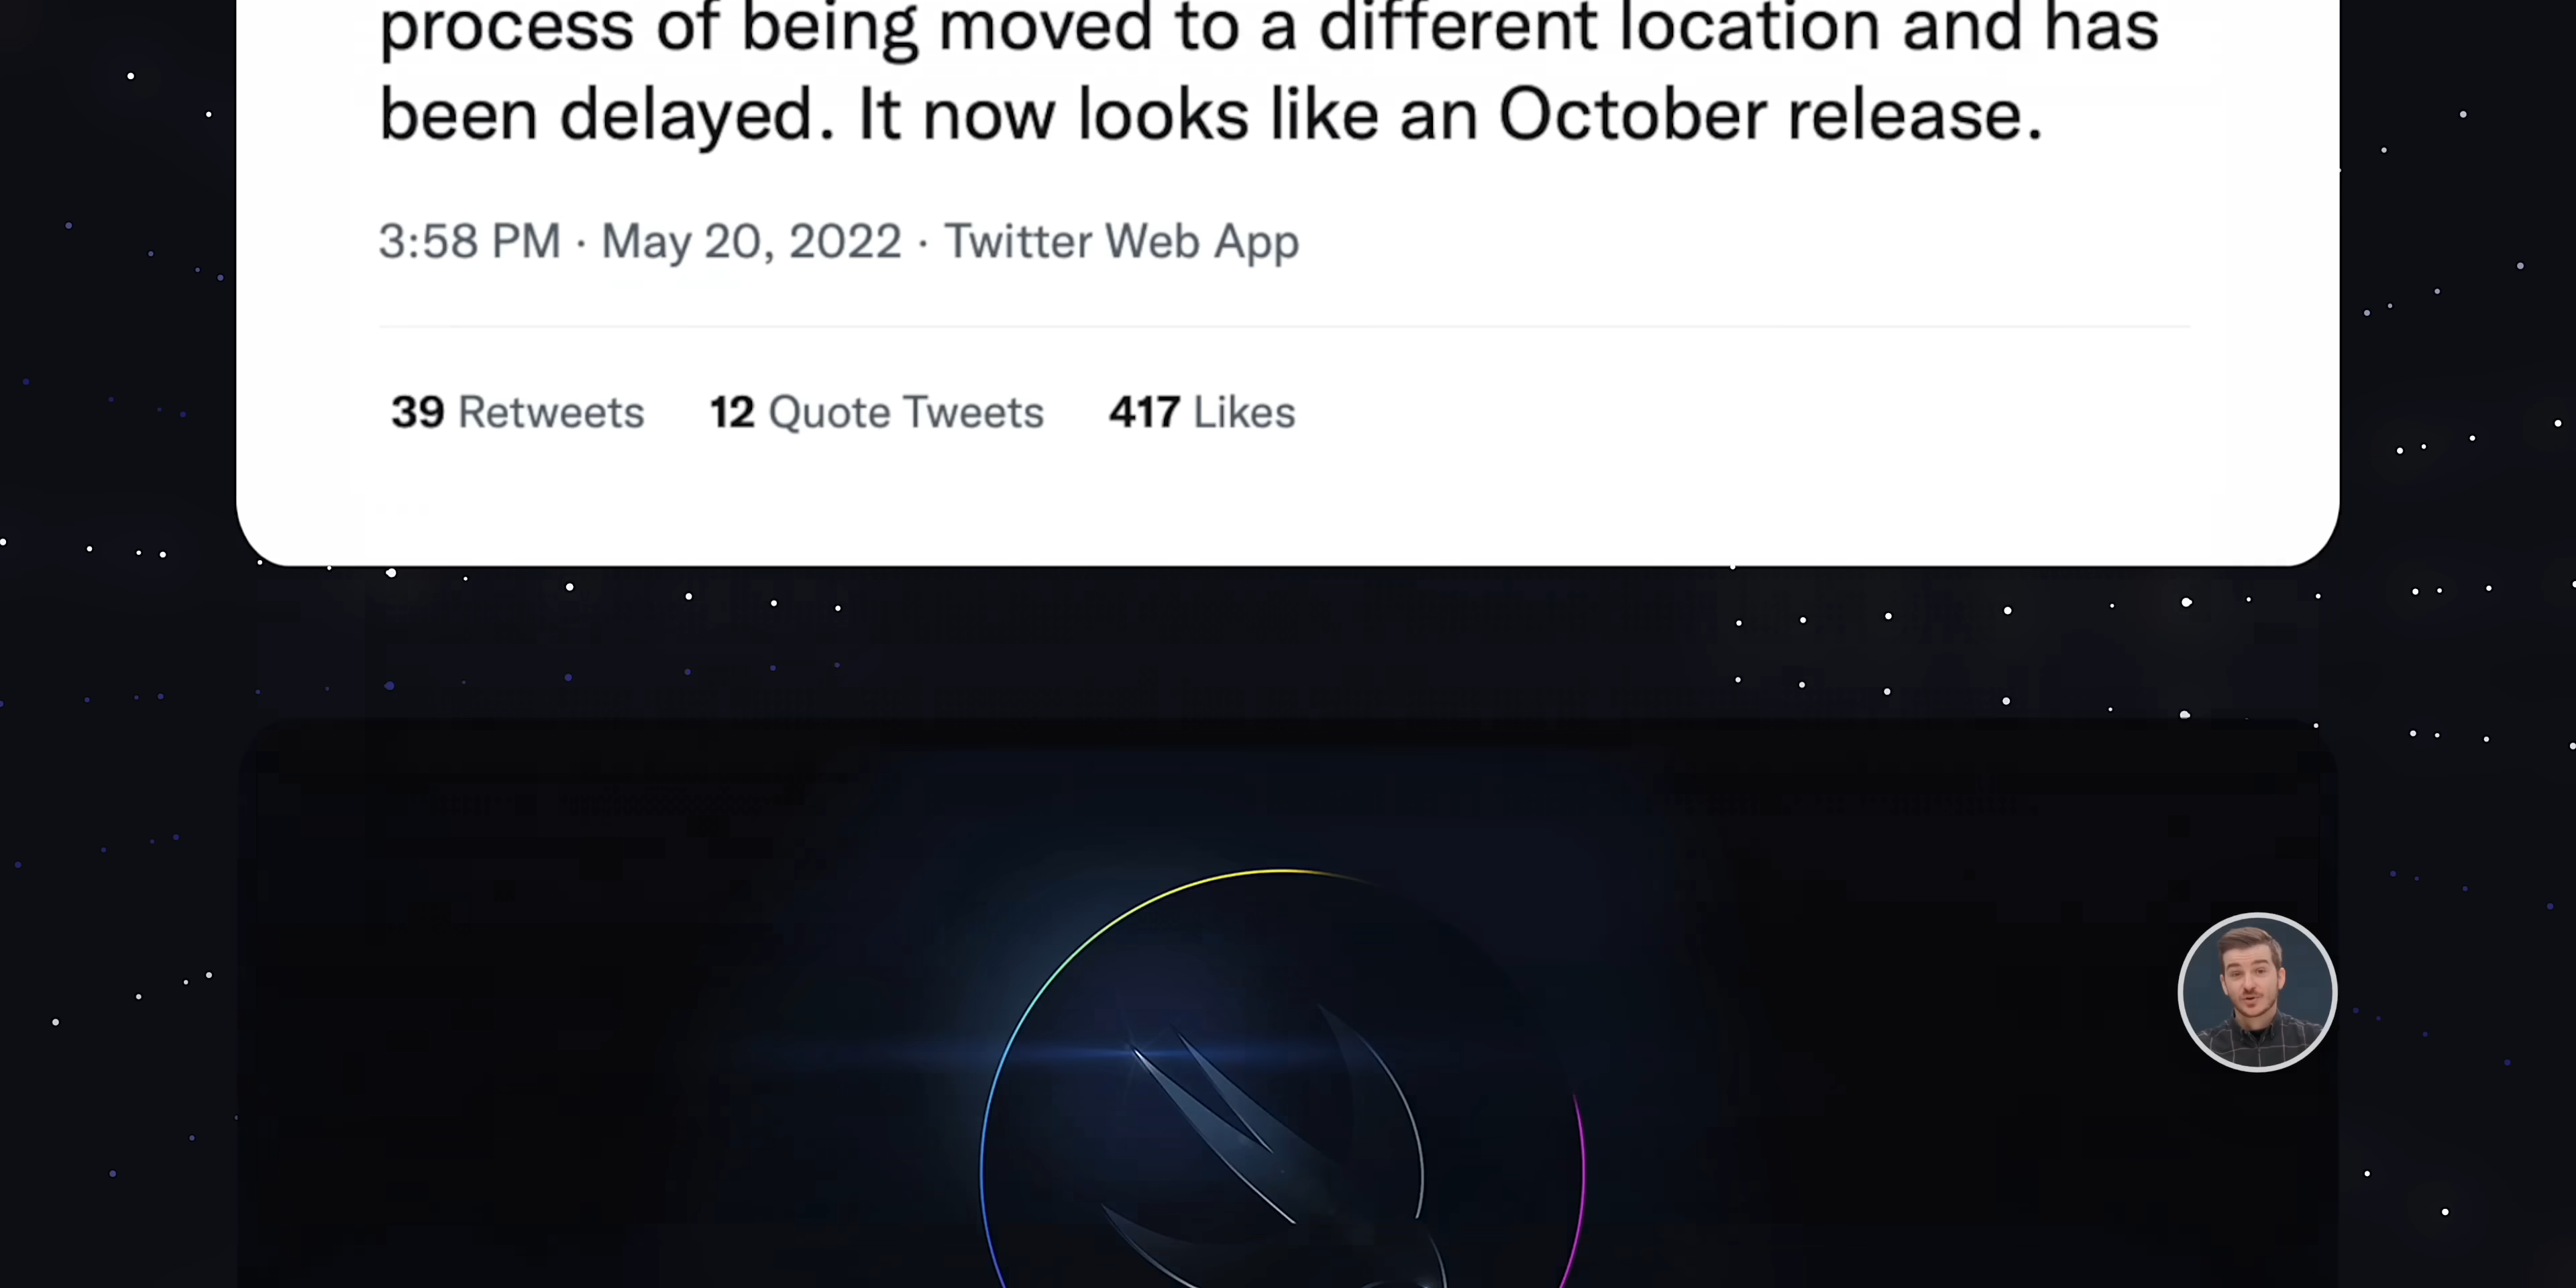 process of being moved to a different location and has
been delayed. It now looks like an October release.
3:58 PM · May 20, 2022 · Twitter Web App
39 Retweets 12 Quote Tweets 417 Likes